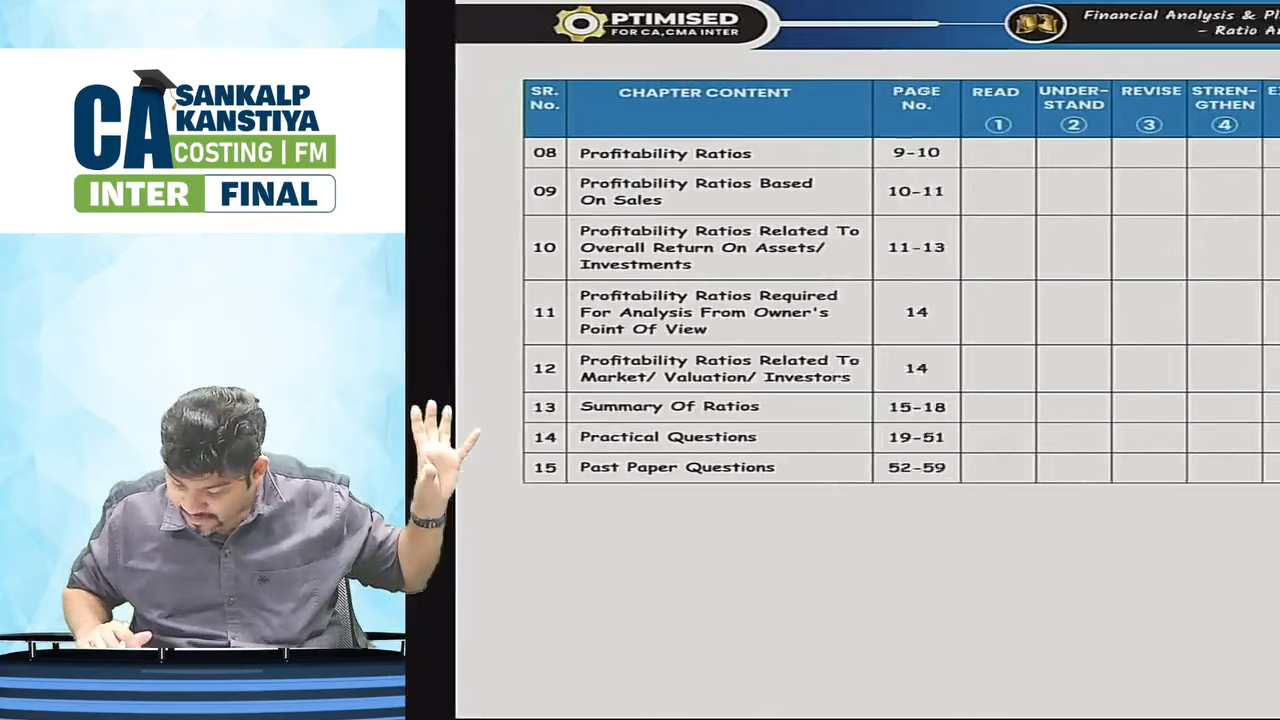 CA SANKALP
KANSTIYA
COSTING | FM
INTER FINAL
PTIMISED
FOR CA,CMA INTER
Financial Analysis &
- Ratio
SR. No. CHAPTER CONTENT PAGE No. READ ① UNDER-STAND ② REVISE ③ STREN-GTHEN ④
08 Profitability Ratios 9-10
09 Profitability Ratios Based
On Sales 10-11
10 Profitability Ratios Related To
Overall Return On Assets/
Investments 11-13
11 Profitability Ratios Required
For Analysis From Owner's
Point Of View 14
12 Profitability Ratios Related To
Market/ Valuation/ Investors 14
13 Summary Of Ratios 15-18
14 Practical Questions 19-51
15 Past Paper Questions 52-59